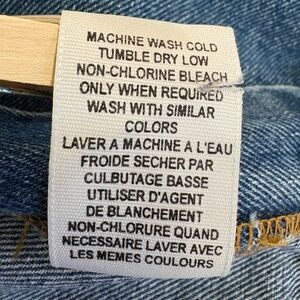 MACHINE WASH COLD
TUMBLE DRY LOW
NON-CHLORINE BLEACH
ONLY WHEN REQUIRED
WASH WITH SIMILAR
COLORS
LAVER A MACHINE A L'EAU
FROIDE SECHER PAR
CULBUTAGE BASSE
UTILISER D'AGENT
DE BLANCHEMENT
NON-CHLORURE QUAND
NECESSAIRE LAVER AVEC
LES MEMES COULOURS